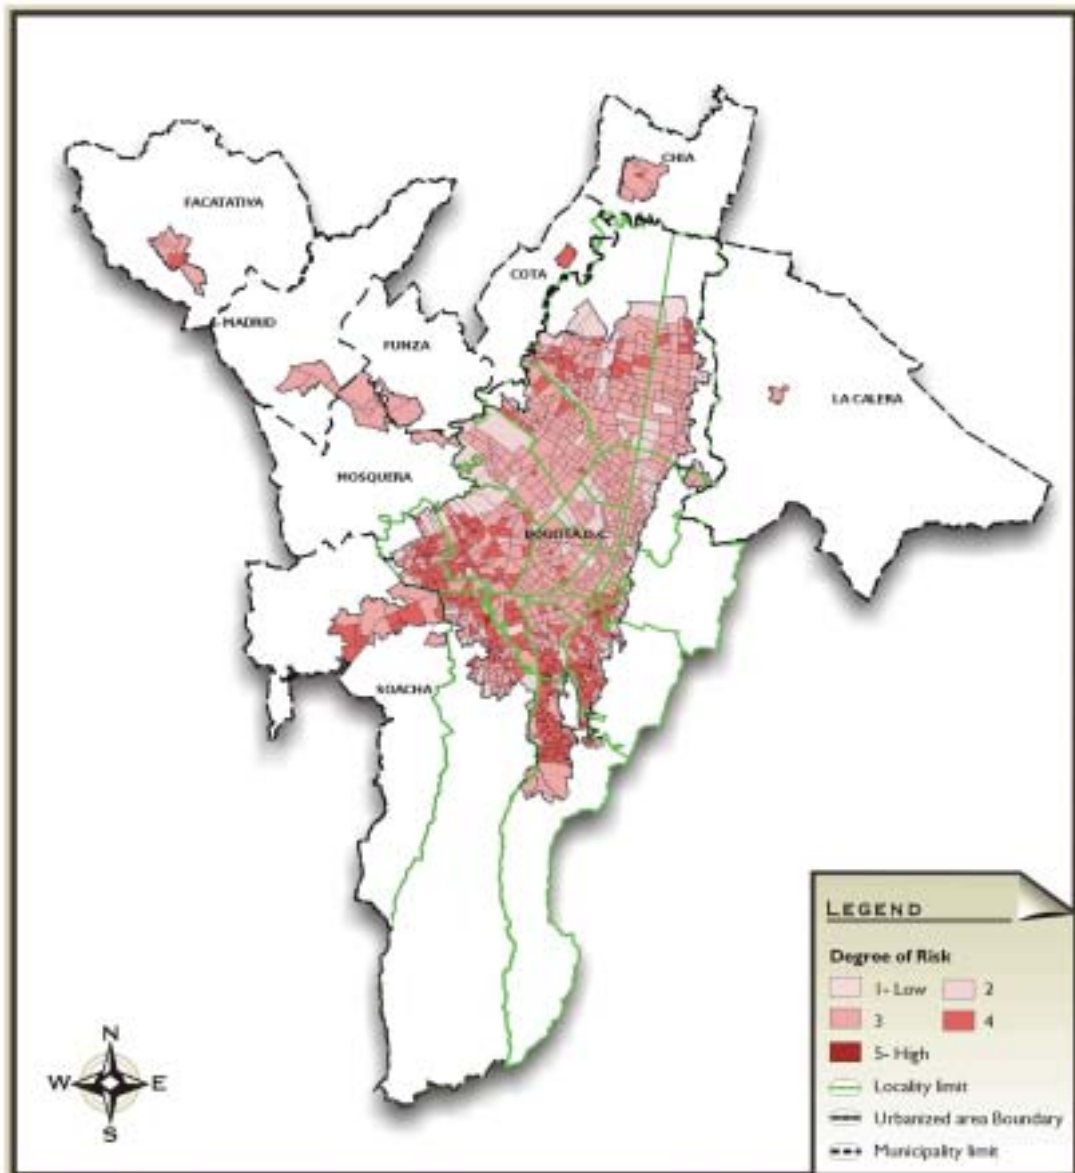 CHIA
FACATATIVA
COTA
MADRID
FUNZA
LA CALERA
MOSQUERA
BOGOTA D.C.
SOACHA
LEGEND
Degree of Risk
1- Low 2
3 4
5- High
Locality limit
Urbanized area Boundary
Municipality limit
N
W E
S